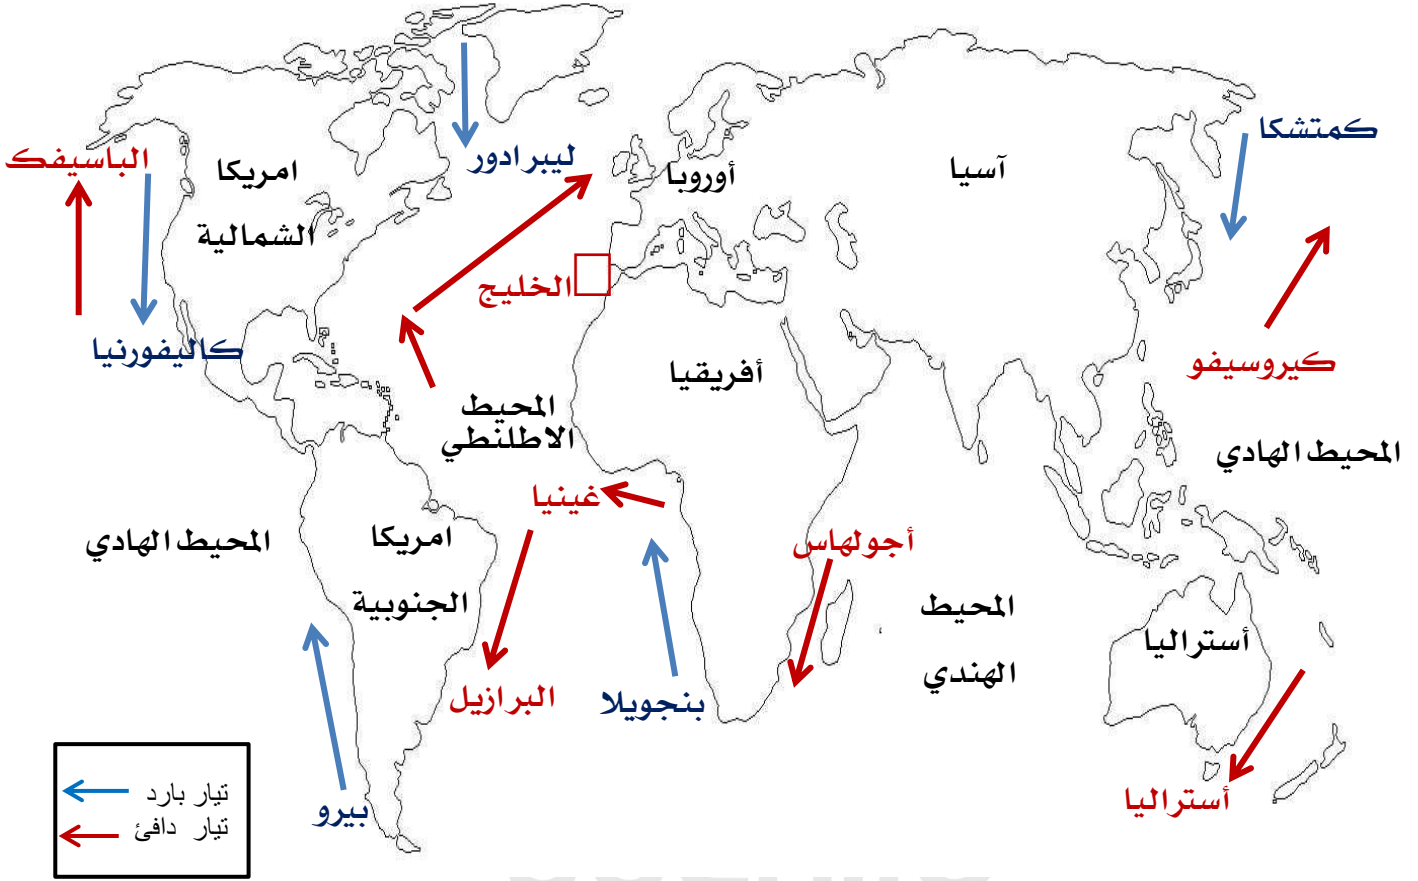 كمتشكا
ليبرادور
الباسيفك
امريكا
الشمالية
أوروبا
آسيا
الخليج
كاليفورنيا
كيروسيفو
أفريقيا
المحيط
الاطلنطي
المحيط الهادي
غينيا
أجولهاس
امريكا
الجنوبية
المحيط الهادي
المحيط
الهندي
أستراليا
البرازيل
بنجويلا
بيرو
أستراليا
تيار بارد
تيار دافئ